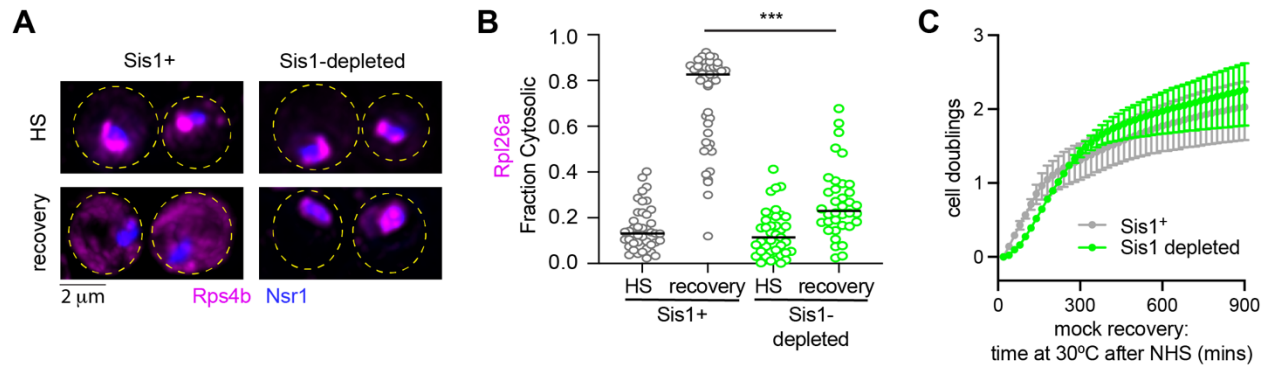 A
Sis1+ Sis1-depleted
HS
recovery
2 μm
Rps4b Nsr1
B
***
Rpl26a
Fraction Cytosolic
1.0
0.8
0.6
0.4
0.2
0.0
HS recovery HS recovery
Sis1+ Sis1-
depleted
C
cell doublings
3
2
1
0
Sis1+
Sis1 depleted
0 300 600 900
mock recovery:
time at 30ºC after NHS (mins)